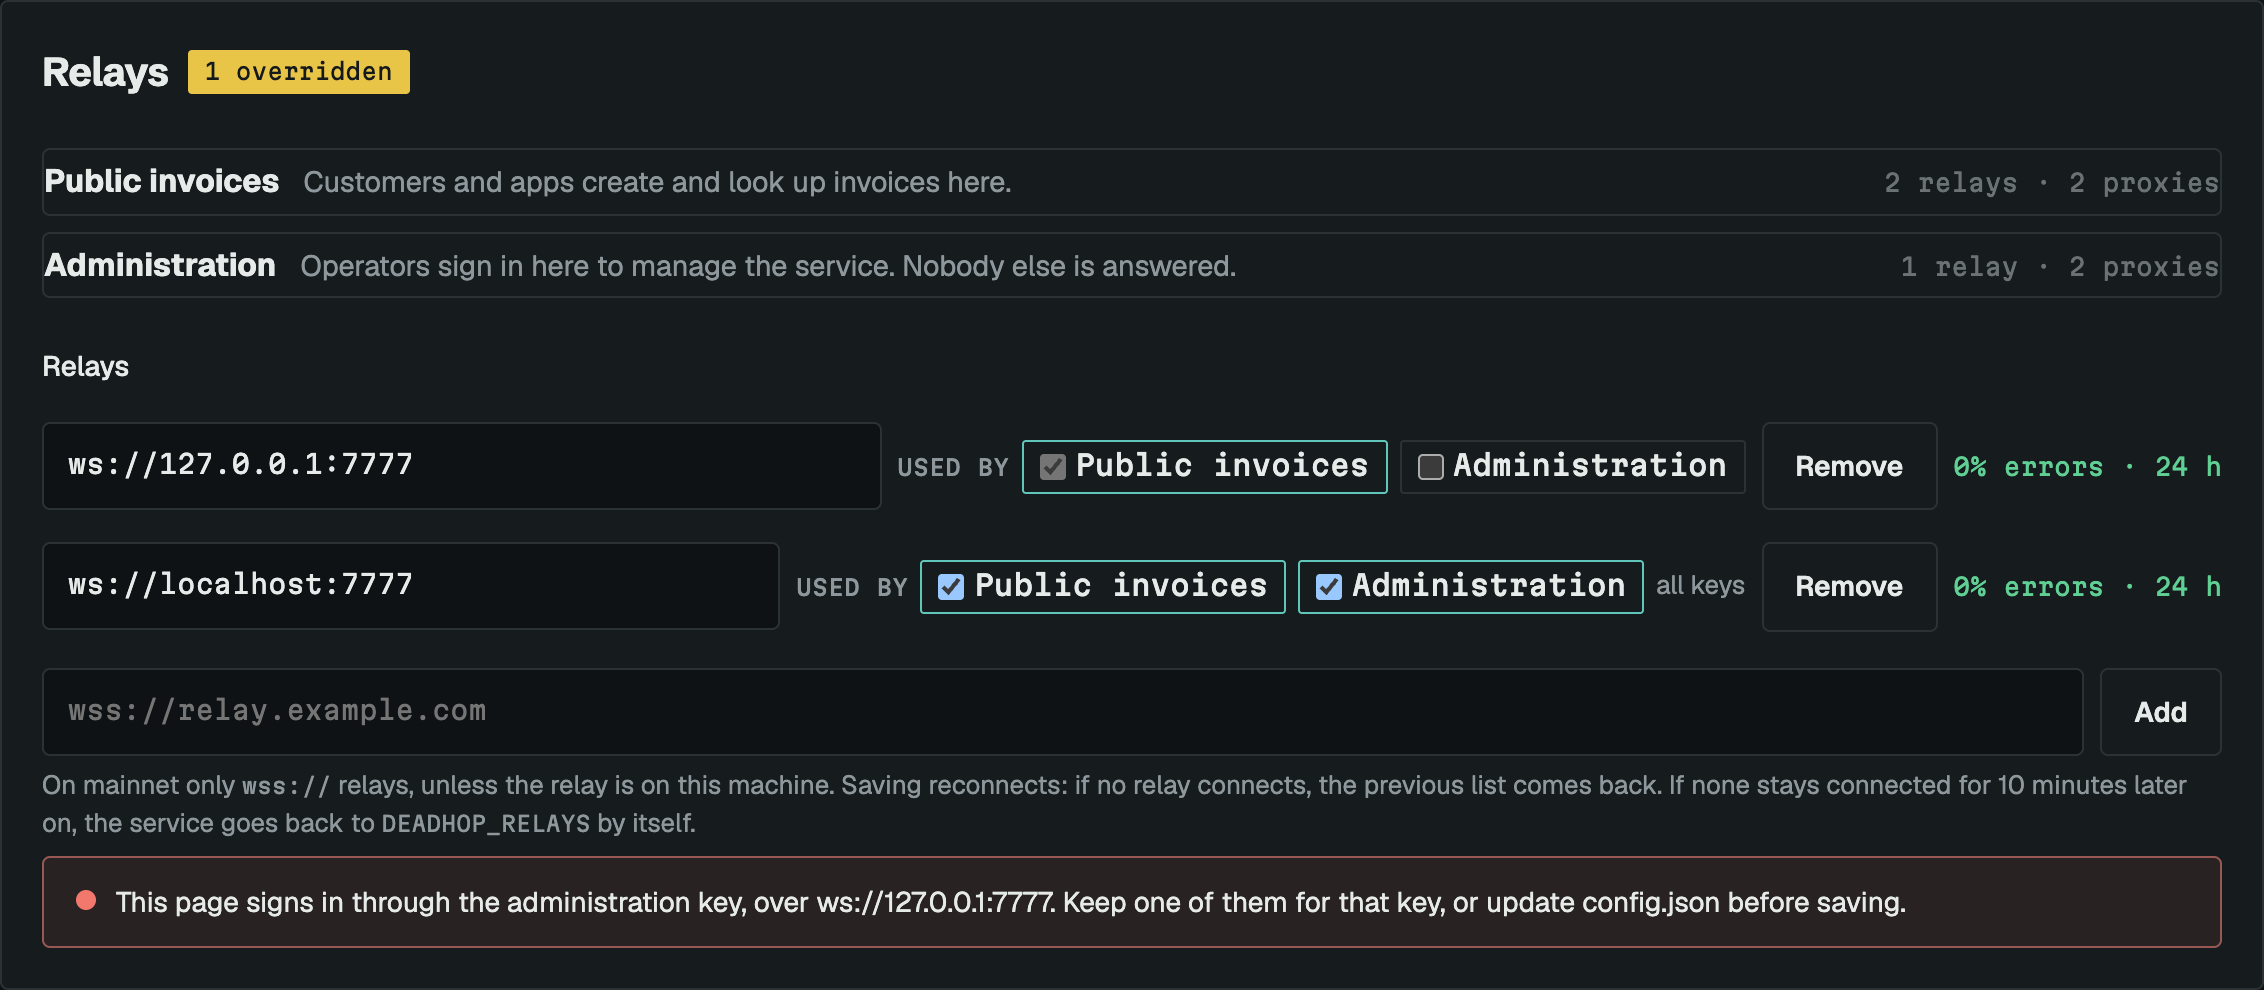 Relays 1 overridden
Public invoices Customers and apps create and look up invoices here. 2 relays · 2 proxies
Administration Operators sign in here to manage the service. Nobody else is answered. 1 relay · 2 proxies
Relays
ws://127.0.0.1:7777 USED BY Public invoices Administration Remove 0% errors · 24 h
ws://localhost:7777 USED BY Public invoices Administration all keys Remove 0% errors · 24 h
wss://relay.example.com Add
On mainnet only wss:// relays, unless the relay is on this machine. Saving reconnects: if no relay connects, the previous list comes back. If none stays connected for 10 minutes later
on, the service goes back to DEADHOP_RELAYS by itself.
This page signs in through the administration key, over ws://127.0.0.1:7777. Keep one of them for that key, or update config.json before saving.